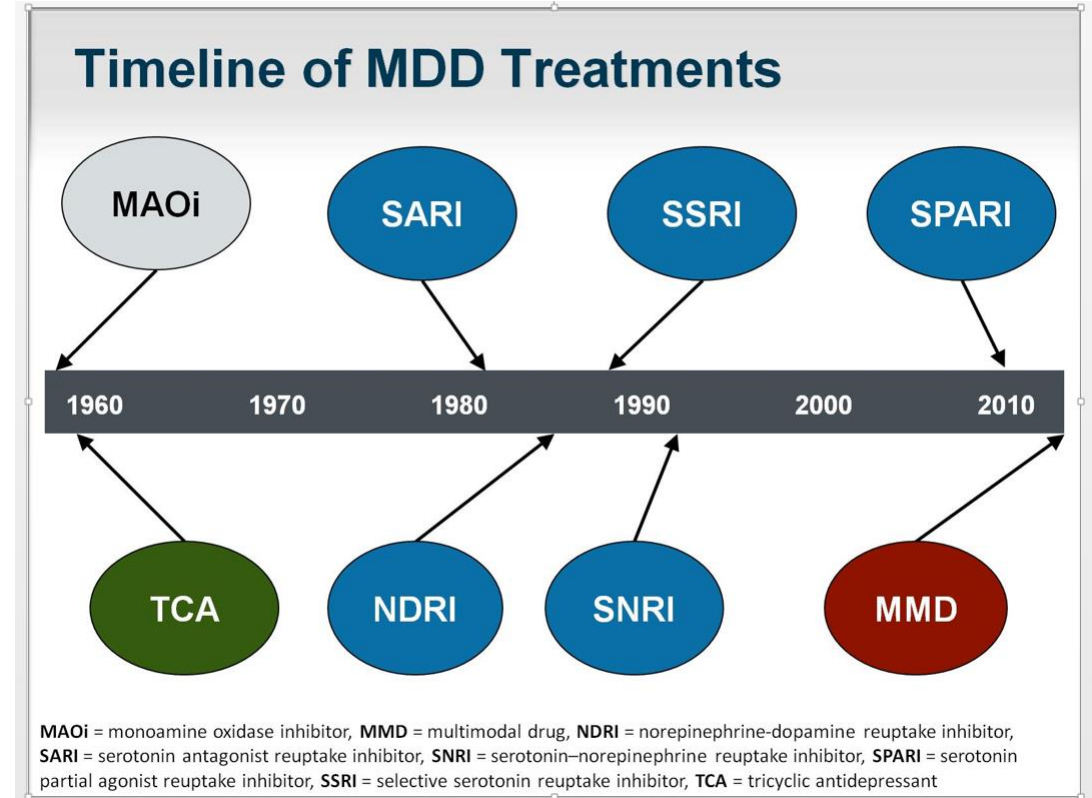 Timeline of MDD Treatments
MAOi
SARI
SSRI
SPARI
1960 1970 1980 1990 2000 2010
TCA
NDRI
SNRI
MMD
MAOi = monoamine oxidase inhibitor, MMD = multimodal drug, NDRI = norepinephrine-dopamine reuptake inhibitor,
SARI = serotonin antagonist reuptake inhibitor, SNRI = serotonin–norepinephrine reuptake inhibitor, SPARI = serotonin
partial agonist reuptake inhibitor, SSRI = selective serotonin reuptake inhibitor, TCA = tricyclic antidepressant